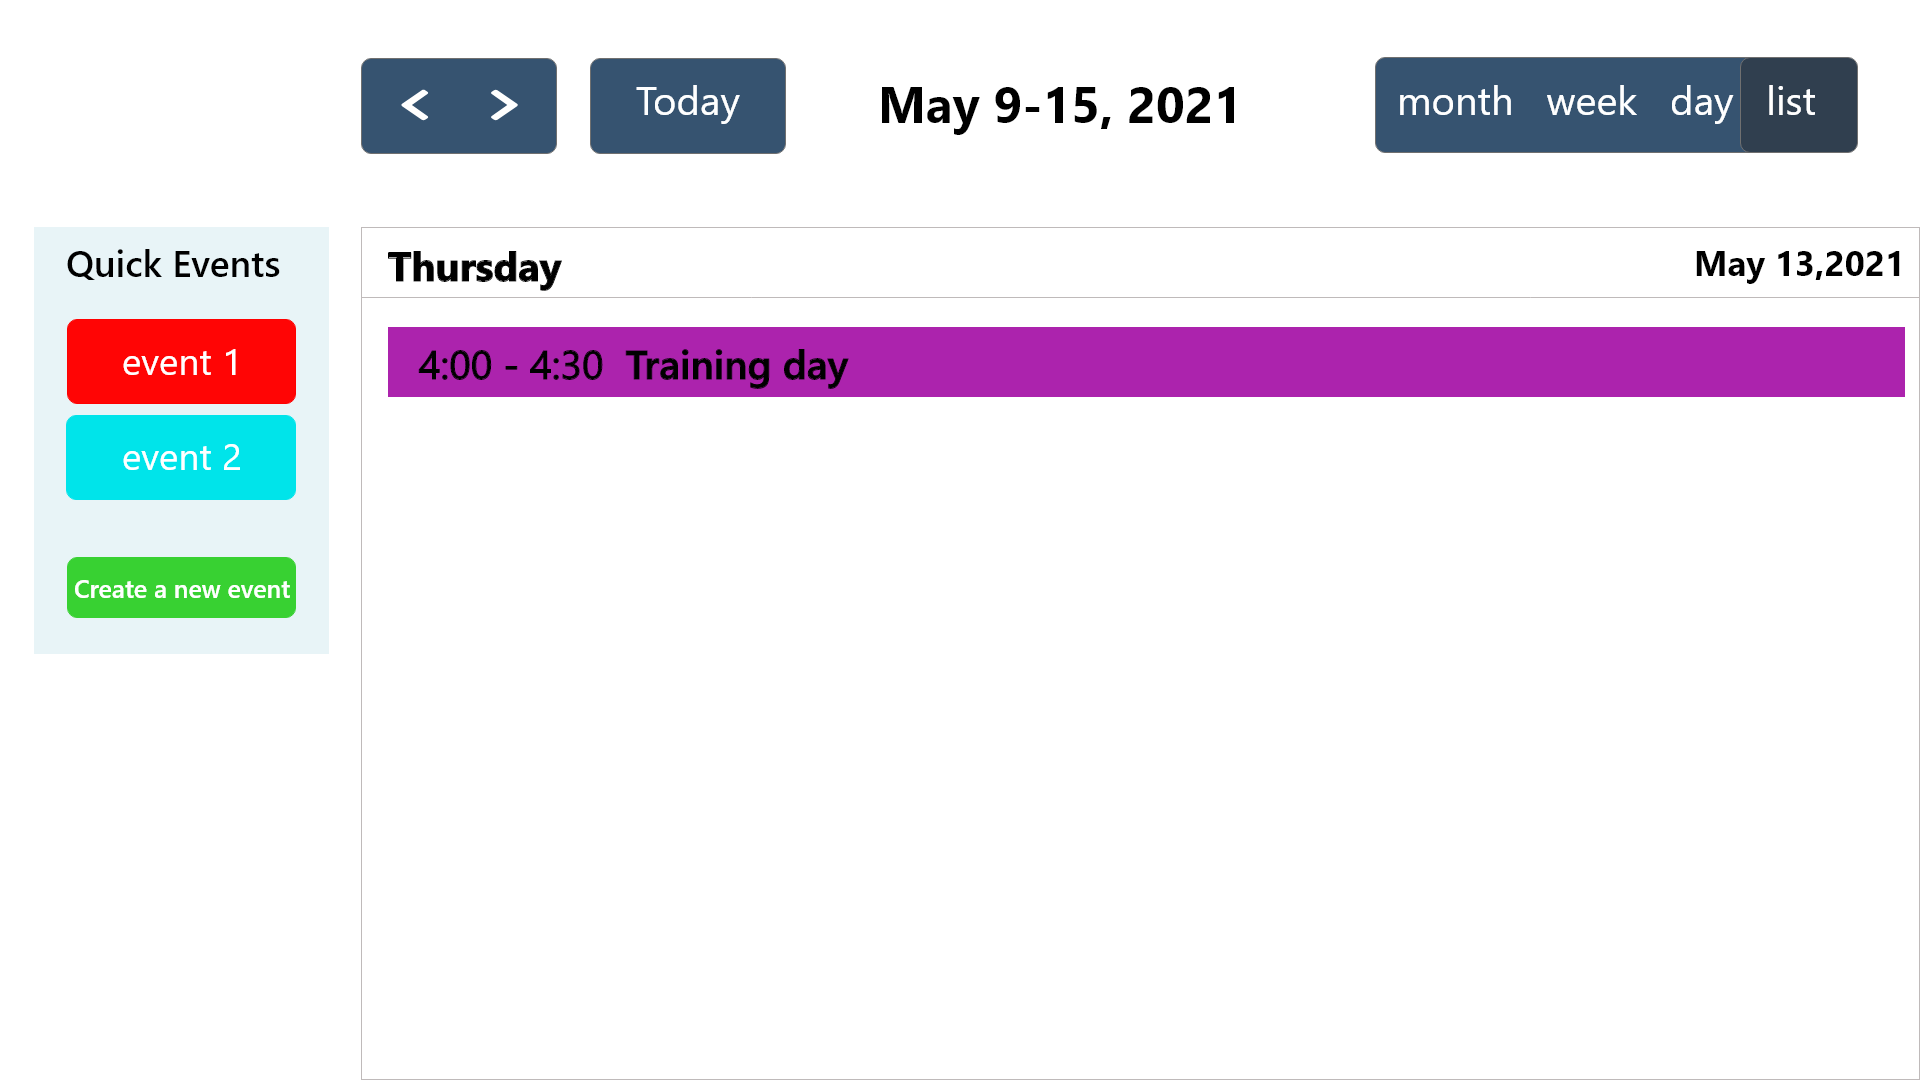 < > Today May 9-15, 2021 month week day list
Quick Events
event 1
event 2
Create a new event
Thursday May 13,2021
4:00 - 4:30 Training day